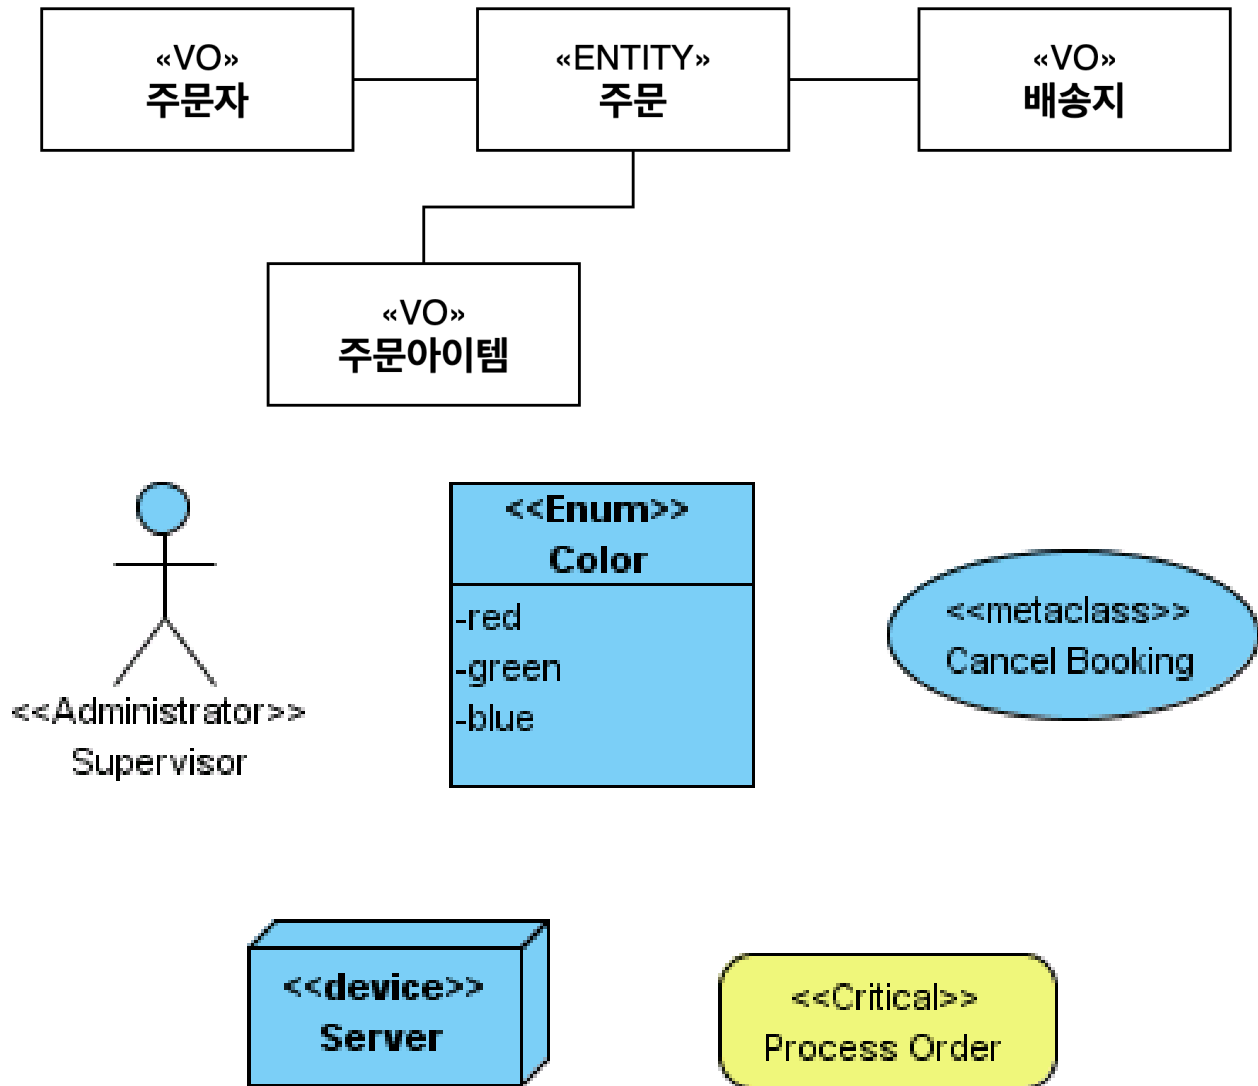 «VO»
주문자
«ENTITY»
주문
«VO»
배송지
«VO»
주문아이템
<<Administrator>>
Supervisor
<<Enum>>
Color
-red
-green
-blue
<<metaclass>>
Cancel Booking
<<device>>
Server
<<Critical>>
Process Order